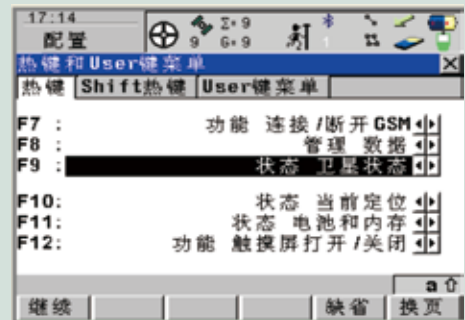 17:14
配置
Σ·9
9 G·9
1
热键和User键菜单
热键 Shift热键 User键菜单
F7 : 功能 连接/断开GSM
F8 : 管理 数据
F9 : 状态 卫星状态
F10: 状态 当前定位
F11: 状态 电池和内存
F12: 功能 触摸屏打开/关闭
a
继续 缺省 换页